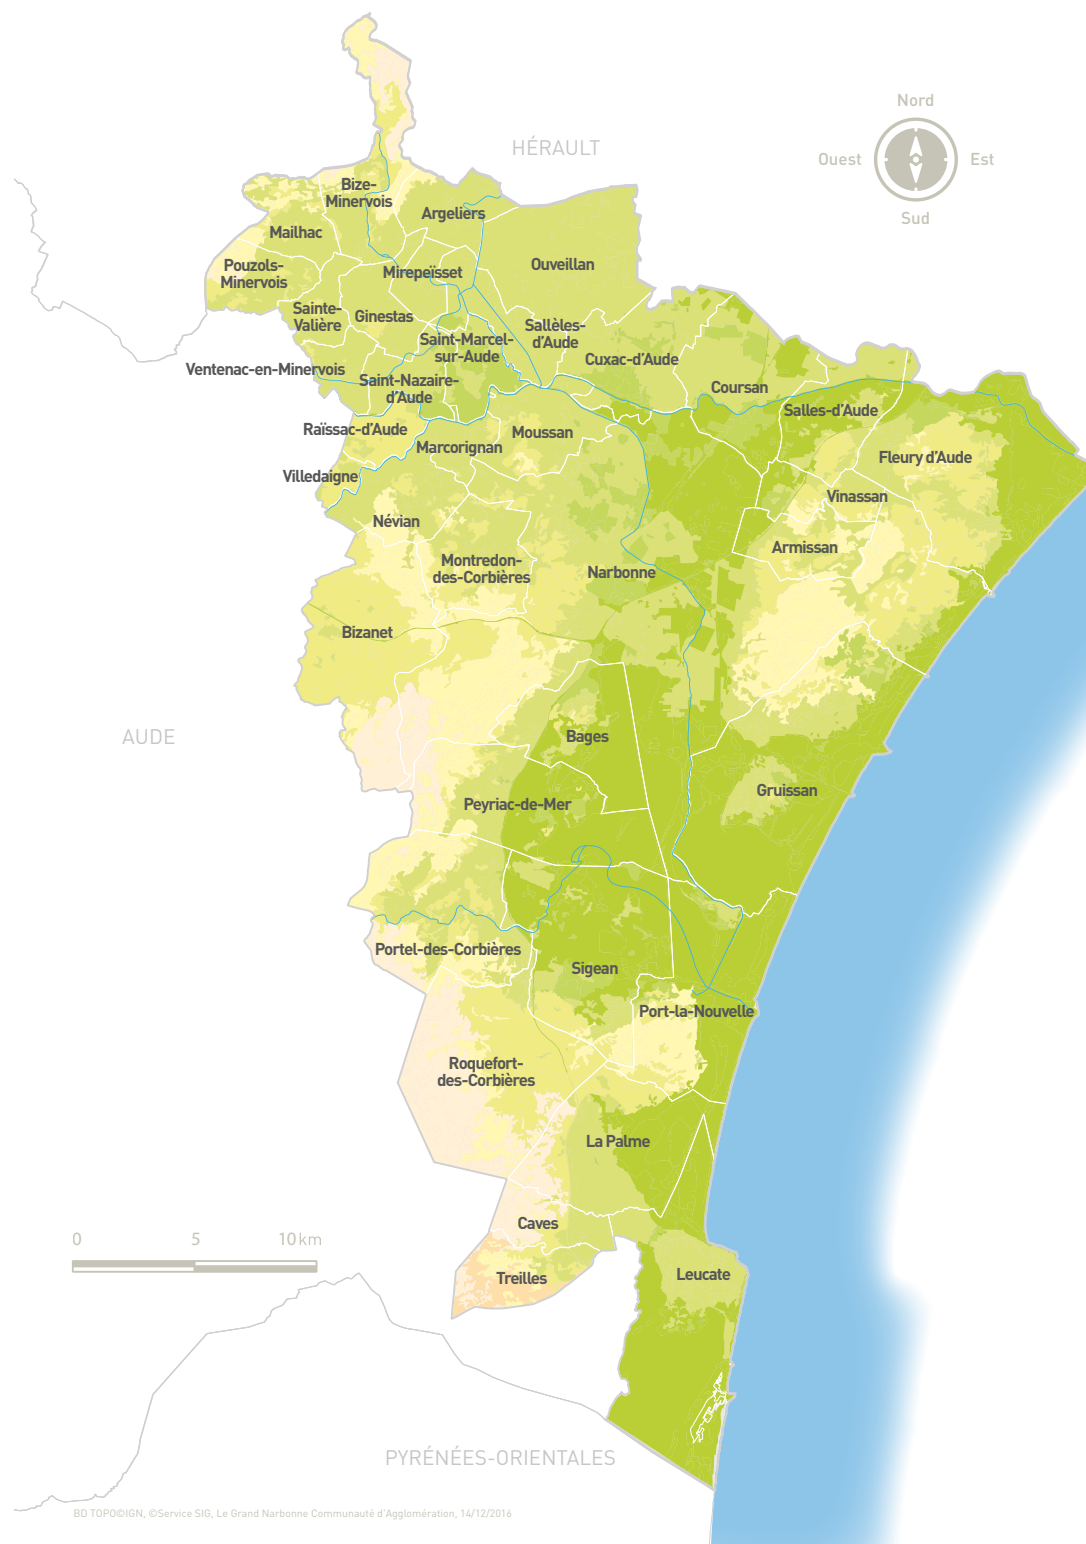 Nord
HÉRAULT
Ouest
Est
Sud
Bize-
Minervois
Argeliers
Mailhac
Pouzols-
Minervois
Mirepeïsset
Ouveillan
Sainte-
Valière
Ginestas
Saint-Marcel-
sur-Aude
Sallèles-
d'Aude
Cuxac-d'Aude
Ventenac-en-Minervois
Saint-Nazaire-
d'Aude
Coursan
Salles-d'Aude
Raïssac-d'Aude
Marcorignan
Moussan
Fleury d'Aude
Villedaigne
Vinassan
Névian
Armissan
Montredon-
des-Corbières
Narbonne
Bizanet
AUDE
Bages
Gruissan
Peyriac-de-Mer
Portel-des-Corbières
Sigean
Port-la-Nouvelle
Roquefort-
des-Corbières
La Palme
Caves
0 5 10 km
Treilles
Leucate
PYRÉNÉES-ORIENTALES
BD TOPO©IGN, ©Service SIG, Le Grand Narbonne Communauté d'Agglomération, 14/12/2016